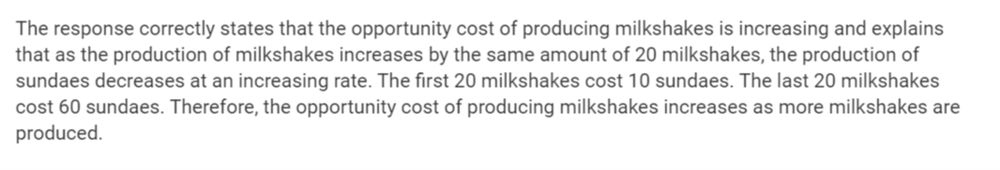 The response correctly states that the opportunity cost of producing milkshakes is increasing and explains
that as the production of milkshakes increases by the same amount of 20 milkshakes, the production of
sundaes decreases at an increasing rate. The first 20 milkshakes cost 10 sundaes. The last 20 milkshakes
cost 60 sundaes. Therefore, the opportunity cost of producing milkshakes increases as more milkshakes are
produced.